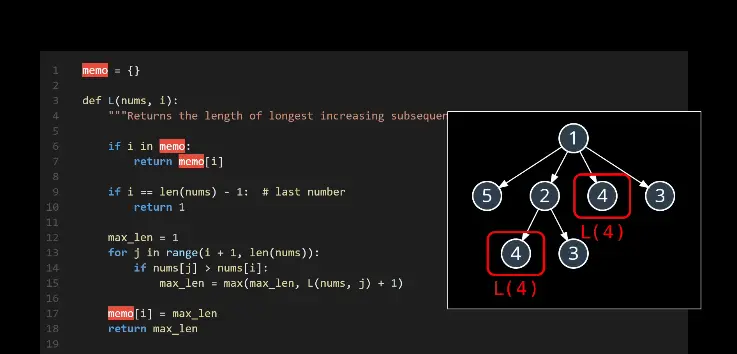 1 memo = {}
2
3 def L(nums, i):
4 """Returns the length of longest increasing subsequen
5
6 if i in memo:
7 return memo[i]
8
9 if i == len(nums) - 1: # last number
10 return 1
11
12 max_len = 1
13 for j in range(i + 1, len(nums)):
14 if nums[j] > nums[i]:
15 max_len = max(max_len, L(nums, j) + 1)
16
17 memo[i] = max_len
18 return max_len
19
1
5 2 4 3
L(4)
4 3
L(4)